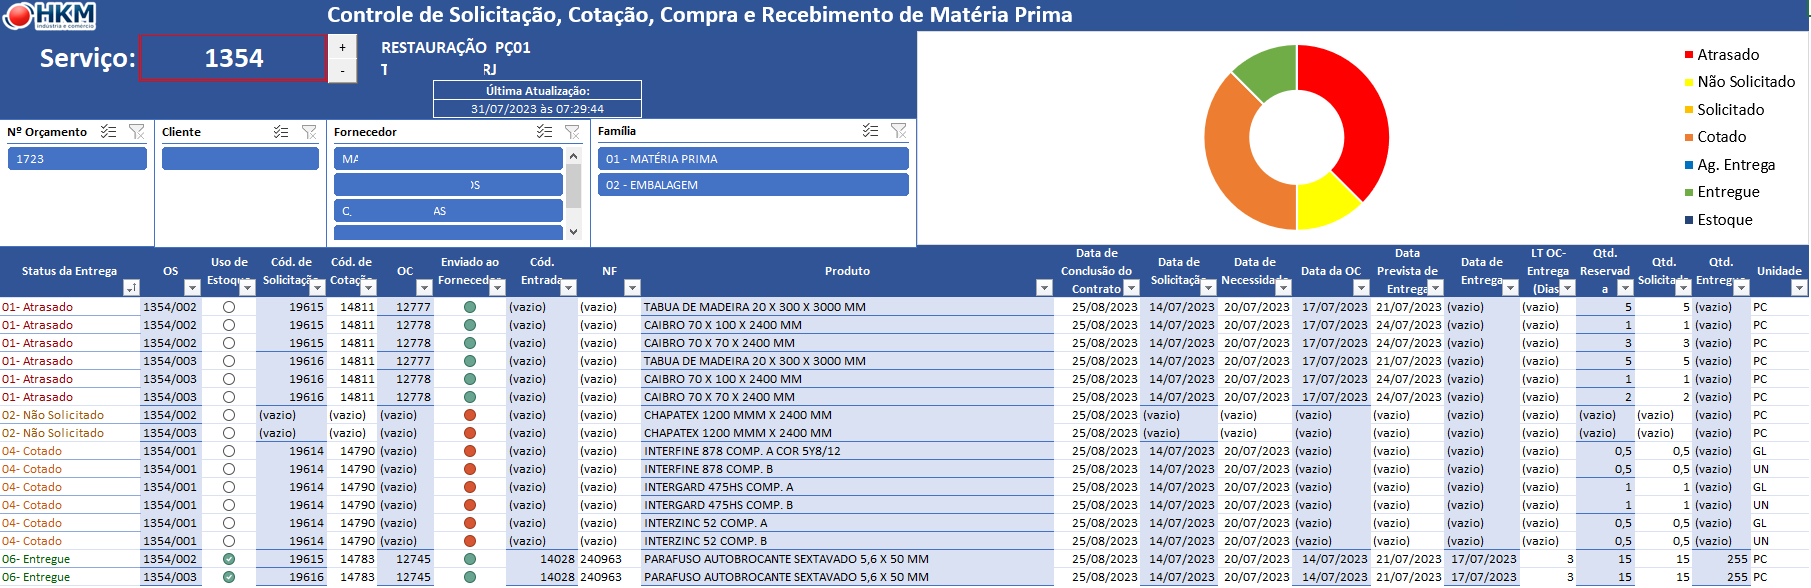 HKM
indústria e comércio
Controle de Solicitação, Cotação, Compra e Recebimento de Matéria Prima
Serviço: 1354 + -
RESTAURAÇÃO PÇ01
T RJ
Última Atualização:
31/07/2023 às 07:29:44
Nº Orçamento
1723
Cliente
Fornecedor
MA
OS
C AS
Família
01 - MATÉRIA PRIMA
02 - EMBALAGEM
Atrasado
Não Solicitado
Solicitado
Cotado
Ag. Entrega
Entregue
Estoque
Status da Entrega
OS
Uso de
Estoqu
Cód. de
Solicitação
Cód. de
Cotação
OC
Enviado ao
Fornecedor
Cód.
Entrada
NF
Produto
Data de
Conclusão do
Contrato
Data de
Solicitação
Data de
Necessidad
Data da OC
Data
Prevista de
Entrega
Data de
Entrega
LT OC-
Entrega
(Dias
Qtd.
Reservad
a
Qtd.
Solicitad
Qtd.
Entregu
Unidade
01- Atrasado 1354/002 19615 14811 12777 (vazio) (vazio) TABUA DE MADEIRA 20 X 300 X 3000 MM 25/08/2023 14/07/2023 20/07/2023 17/07/2023 21/07/2023 (vazio) (vazio) 5 5 (vazio) PC
01- Atrasado 1354/002 19615 14811 12778 (vazio) (vazio) CAIBRO 70 X 100 X 2400 MM 25/08/2023 14/07/2023 20/07/2023 17/07/2023 24/07/2023 (vazio) (vazio) 1 1 (vazio) PC
01- Atrasado 1354/002 19615 14811 12778 (vazio) (vazio) CAIBRO 70 X 70 X 2400 MM 25/08/2023 14/07/2023 20/07/2023 17/07/2023 24/07/2023 (vazio) (vazio) 3 3 (vazio) PC
01- Atrasado 1354/003 19616 14811 12777 (vazio) (vazio) TABUA DE MADEIRA 20 X 300 X 3000 MM 25/08/2023 14/07/2023 20/07/2023 17/07/2023 21/07/2023 (vazio) (vazio) 5 5 (vazio) PC
01- Atrasado 1354/003 19616 14811 12778 (vazio) (vazio) CAIBRO 70 X 100 X 2400 MM 25/08/2023 14/07/2023 20/07/2023 17/07/2023 24/07/2023 (vazio) (vazio) 1 1 (vazio) PC
01- Atrasado 1354/003 19616 14811 12778 (vazio) (vazio) CAIBRO 70 X 70 X 2400 MM 25/08/2023 14/07/2023 20/07/2023 17/07/2023 24/07/2023 (vazio) (vazio) 2 2 (vazio) PC
02- Não Solicitado 1354/002 (vazio) (vazio) (vazio) (vazio) (vazio) CHAPATEX 1200 MMM X 2400 MM 25/08/2023 (vazio) (vazio) (vazio) (vazio) (vazio) (vazio) (vazio) (vazio) (vazio) PC
02- Não Solicitado 1354/003 (vazio) (vazio) (vazio) (vazio) (vazio) CHAPATEX 1200 MMM X 2400 MM 25/08/2023 (vazio) (vazio) (vazio) (vazio) (vazio) (vazio) (vazio) (vazio) (vazio) PC
04- Cotado 1354/001 19614 14790 (vazio) (vazio) (vazio) INTERFINE 878 COMP. A COR 5Y8/12 25/08/2023 14/07/2023 20/07/2023 (vazio) (vazio) (vazio) (vazio) 0,5 0,5 (vazio) GL
04- Cotado 1354/001 19614 14790 (vazio) (vazio) (vazio) INTERFINE 878 COMP. B 25/08/2023 14/07/2023 20/07/2023 (vazio) (vazio) (vazio) (vazio) 0,5 0,5 (vazio) UN
04- Cotado 1354/001 19614 14790 (vazio) (vazio) (vazio) INTERGARD 475HS COMP. A 25/08/2023 14/07/2023 20/07/2023 (vazio) (vazio) (vazio) (vazio) 1 1 (vazio) GL
04- Cotado 1354/001 19614 14790 (vazio) (vazio) (vazio) INTERGARD 475HS COMP. B 25/08/2023 14/07/2023 20/07/2023 (vazio) (vazio) (vazio) (vazio) 1 1 (vazio) UN
04- Cotado 1354/001 19614 14790 (vazio) (vazio) (vazio) INTERZINC 52 COMP. A 25/08/2023 14/07/2023 20/07/2023 (vazio) (vazio) (vazio) (vazio) 0,5 0,5 (vazio) GL
04- Cotado 1354/001 19614 14790 (vazio) (vazio) (vazio) INTERZINC 52 COMP. B 25/08/2023 14/07/2023 20/07/2023 (vazio) (vazio) (vazio) (vazio) 0,5 0,5 (vazio) UN
06- Entregue 1354/002 19615 14783 12745 14028 240963 PARAFUSO AUTOBROCANTE SEXTAVADO 5,6 X 50 MM 25/08/2023 14/07/2023 20/07/2023 14/07/2023 21/07/2023 17/07/2023 3 15 15 255 PC
06- Entregue 1354/003 19616 14783 12745 14028 240963 PARAFUSO AUTOBROCANTE SEXTAVADO 5,6 X 50 MM 25/08/2023 14/07/2023 20/07/2023 14/07/2023 21/07/2023 17/07/2023 3 15 15 255 PC